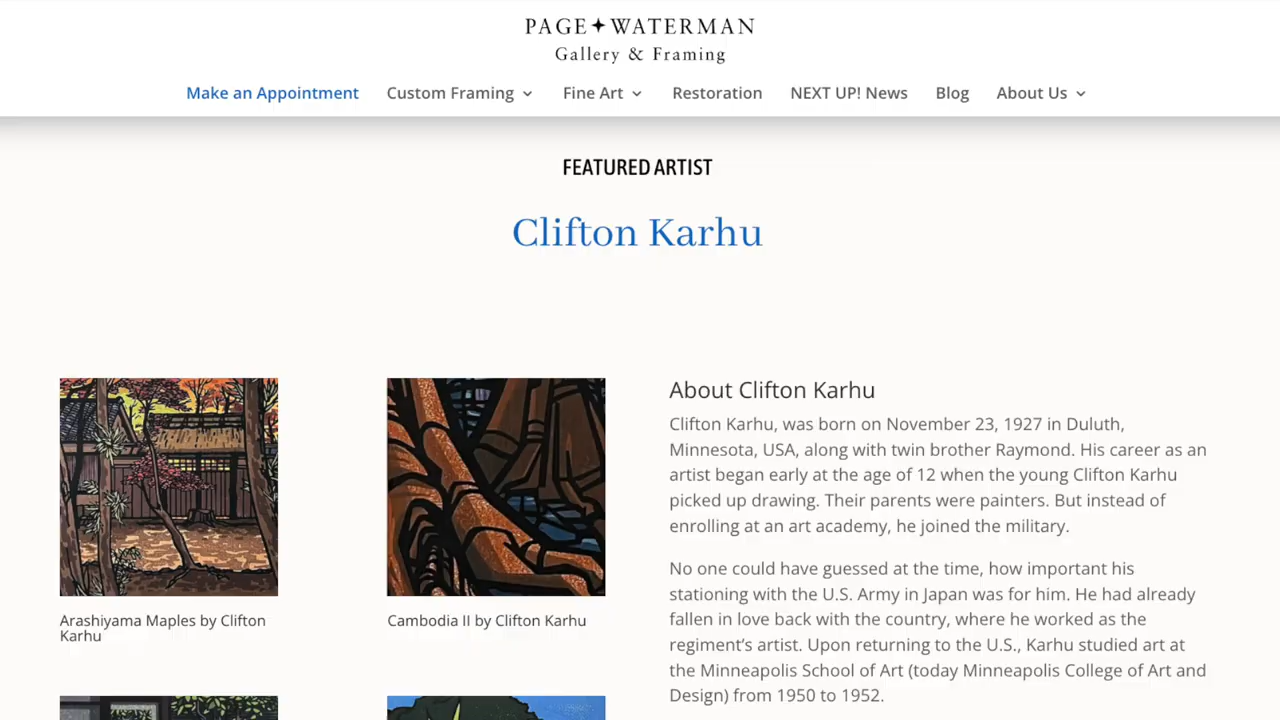 PAGE✦WATERMAN
Gallery & Framing
Make an Appointment Custom Framing Fine Art Restoration NEXT UP! News Blog About Us
FEATURED ARTIST
Clifton Karhu
Arashiyama Maples by Clifton
Karhu
Cambodia II by Clifton Karhu
About Clifton Karhu
Clifton Karhu, was born on November 23, 1927 in Duluth,
Minnesota, USA, along with twin brother Raymond. His career as an
artist began early at the age of 12 when the young Clifton Karhu
picked up drawing. Their parents were painters. But instead of
enrolling at an art academy, he joined the military.
No one could have guessed at the time, how important his
stationing with the U.S. Army in Japan was for him. He had already
fallen in love back with the country, where he worked as the
regiment's artist. Upon returning to the U.S., Karhu studied art at
the Minneapolis School of Art (today Minneapolis College of Art and
Design) from 1950 to 1952.